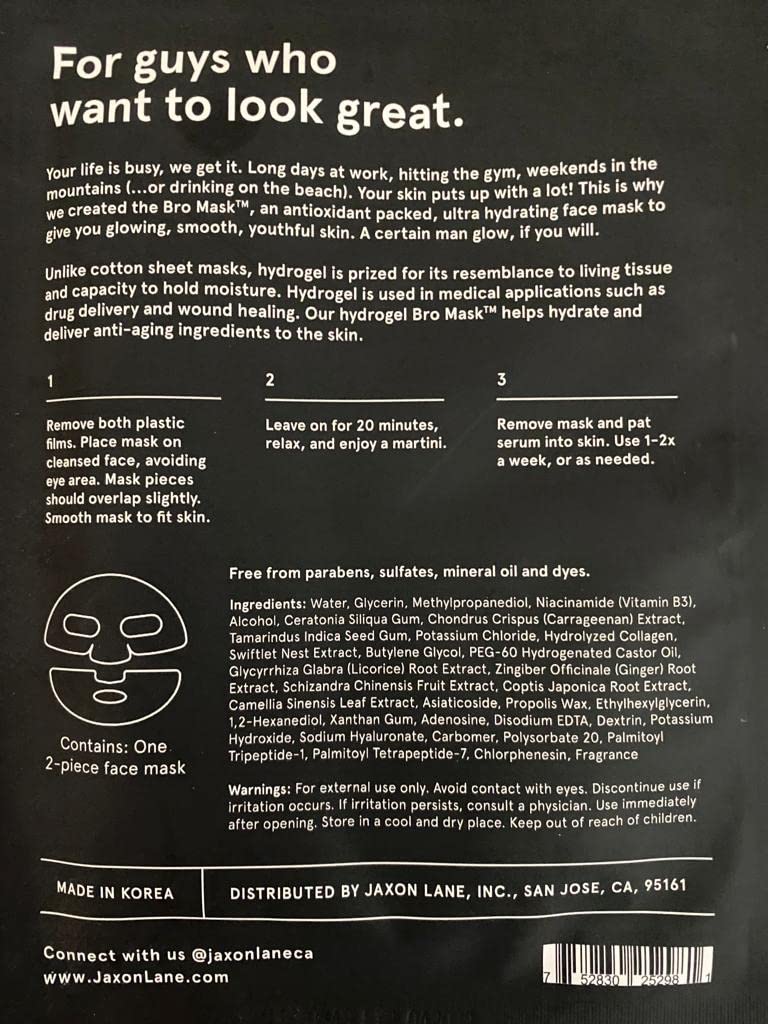 For guys who
want to look great.
Your life is busy, we get it. Long days at work, hitting the gym, weekends in the
mountains (...or drinking on the beach). Your skin puts up with a lot! This is why
we created the Bro Mask™, an antioxidant packed, ultra hydrating face mask to
give you glowing, smooth, youthful skin. A certain man glow, if you will.
Unlike cotton sheet masks, hydrogel is prized for its resemblance to living tissue
and capacity to hold moisture. Hydrogel is used in medical applications such as
drug delivery and wound healing. Our hydrogel Bro Mask™ helps hydrate and
deliver anti-aging ingredients to the skin.
1
Remove both plastic
films. Place mask on
cleansed face, avoiding
eye area. Mask pieces
should overlap slightly.
Smooth mask to fit skin.
2
Leave on for 20 minutes,
relax, and enjoy a martini.
3
Remove mask and pat
serum into skin. Use 1-2x
a week, or as needed.
Contains: One
2-piece face mask
Free from parabens, sulfates, mineral oil and dyes.
Ingredients: Water, Glycerin, Methylpropanediol, Niacinamide (Vitamin B3),
Alcohol, Ceratonia Siliqua Gum, Chondrus Crispus (Carrageenan) Extract,
Tamarindus Indica Seed Gum, Potassium Chloride, Hydrolyzed Collagen,
Swiftlet Nest Extract, Butylene Glycol, PEG-60 Hydrogenated Castor Oil,
Glycyrrhiza Glabra (Licorice) Root Extract, Zingiber Officinale (Ginger) Root
Extract, Schizandra Chinensis Fruit Extract, Coptis Japonica Root Extract,
Camellia Sinensis Leaf Extract, Asiaticoside, Propolis Wax, Ethylhexylglycerin,
1,2-Hexanediol, Xanthan Gum, Adenosine, Disodium EDTA, Dextrin, Potassium
Hydroxide, Sodium Hyaluronate, Carbomer, Polysorbate 20, Palmitoyl
Tripeptide-1, Palmitoyl Tetrapeptide-7, Chlorphenesin, Fragrance
Warnings: For external use only. Avoid contact with eyes. Discontinue use if
irritation occurs. If irritation persists, consult a physician. Use immediately
after opening. Store in a cool and dry place. Keep out of reach of children.
MADE IN KOREA
DISTRIBUTED BY JAXON LANE, INC., SAN JOSE, CA, 95161
Connect with us @jaxonlaneca
www.JaxonLane.com
7 52830 25298 1